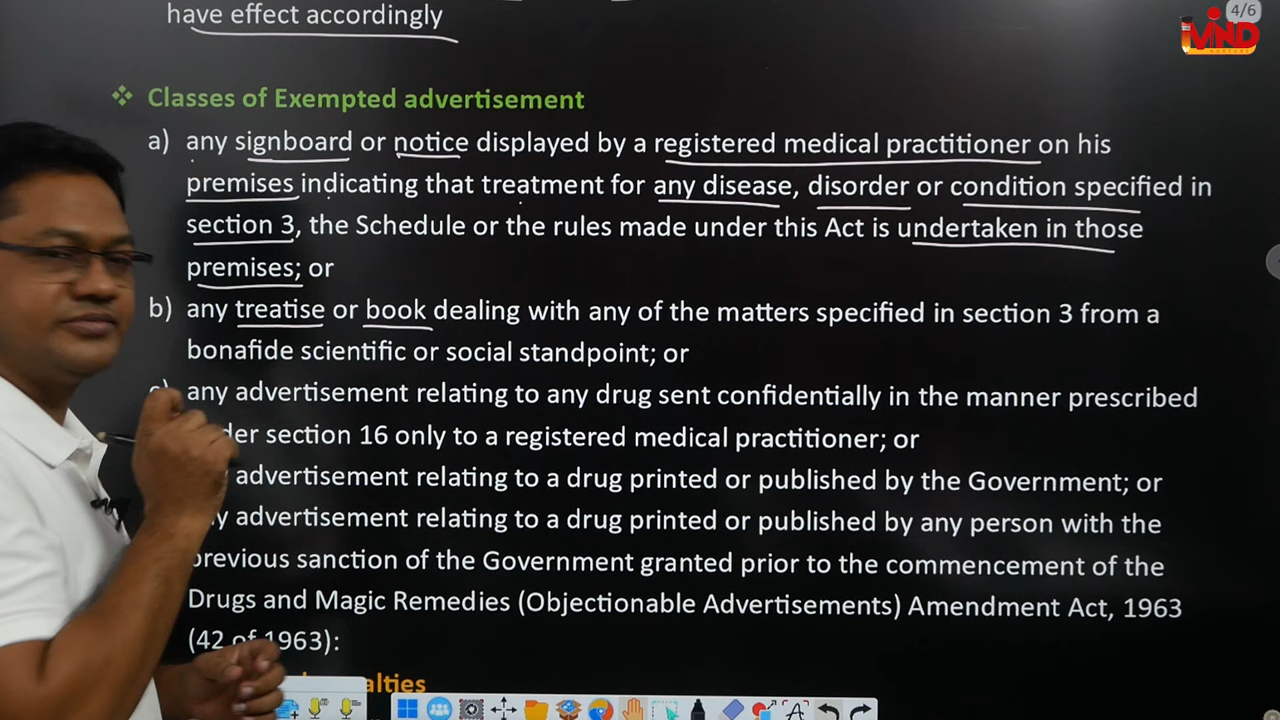 4/6
MIND
have effect accordingly
❖ Classes of Exempted advertisement
a) any signboard or notice displayed by a registered medical practitioner on his
premises indicating that treatment for any disease, disorder or condition specified in
section 3, the Schedule or the rules made under this Act is undertaken in those
premises; or
b) any treatise or book dealing with any of the matters specified in section 3 from a
bonafide scientific or social standpoint; or
any advertisement relating to any drug sent confidentially in the manner prescribed
section 16 only to a registered medical practitioner; or
advertisement relating to a drug printed or published by the Government; or
advertisement relating to a drug printed or published by any person with the
previous sanction of the Government granted prior to the commencement of the
Drugs and Magic Remedies (Objectionable Advertisements) Amendment Act, 1963
(42 of 1963):